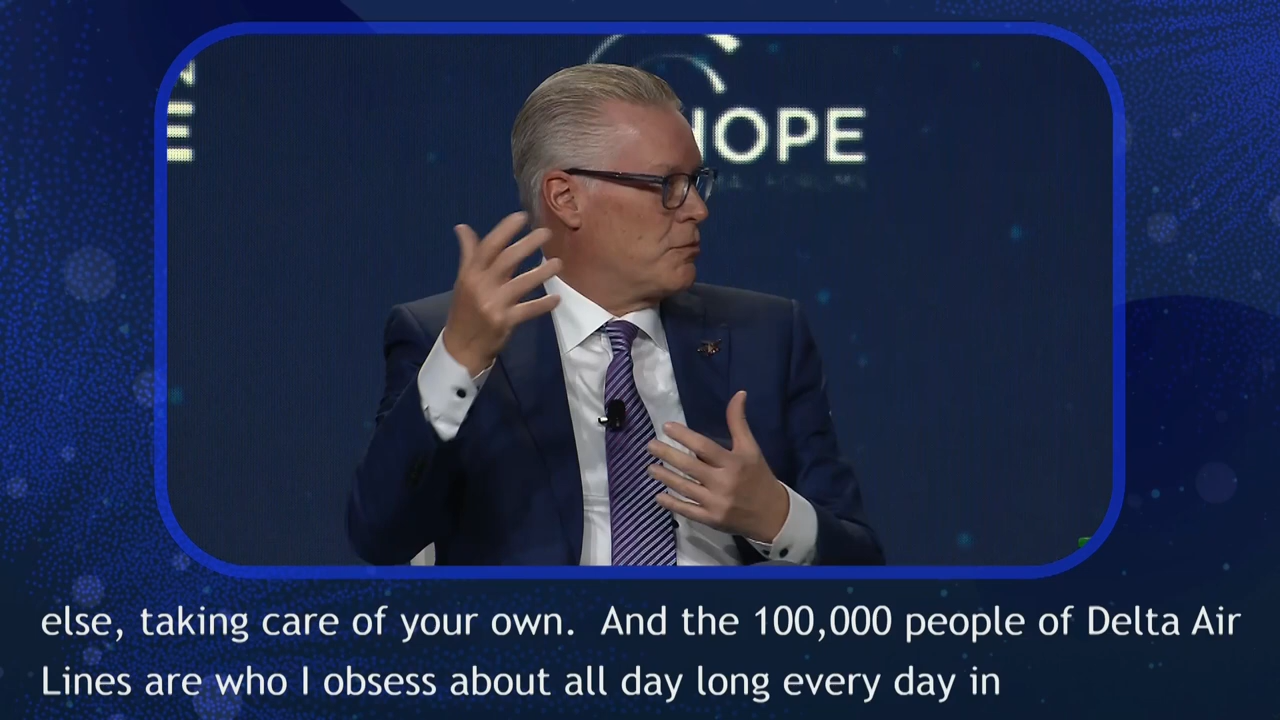 HOPE
else, taking care of your own. And the 100,000 people of Delta Air
Lines are who I obsess about all day long every day in